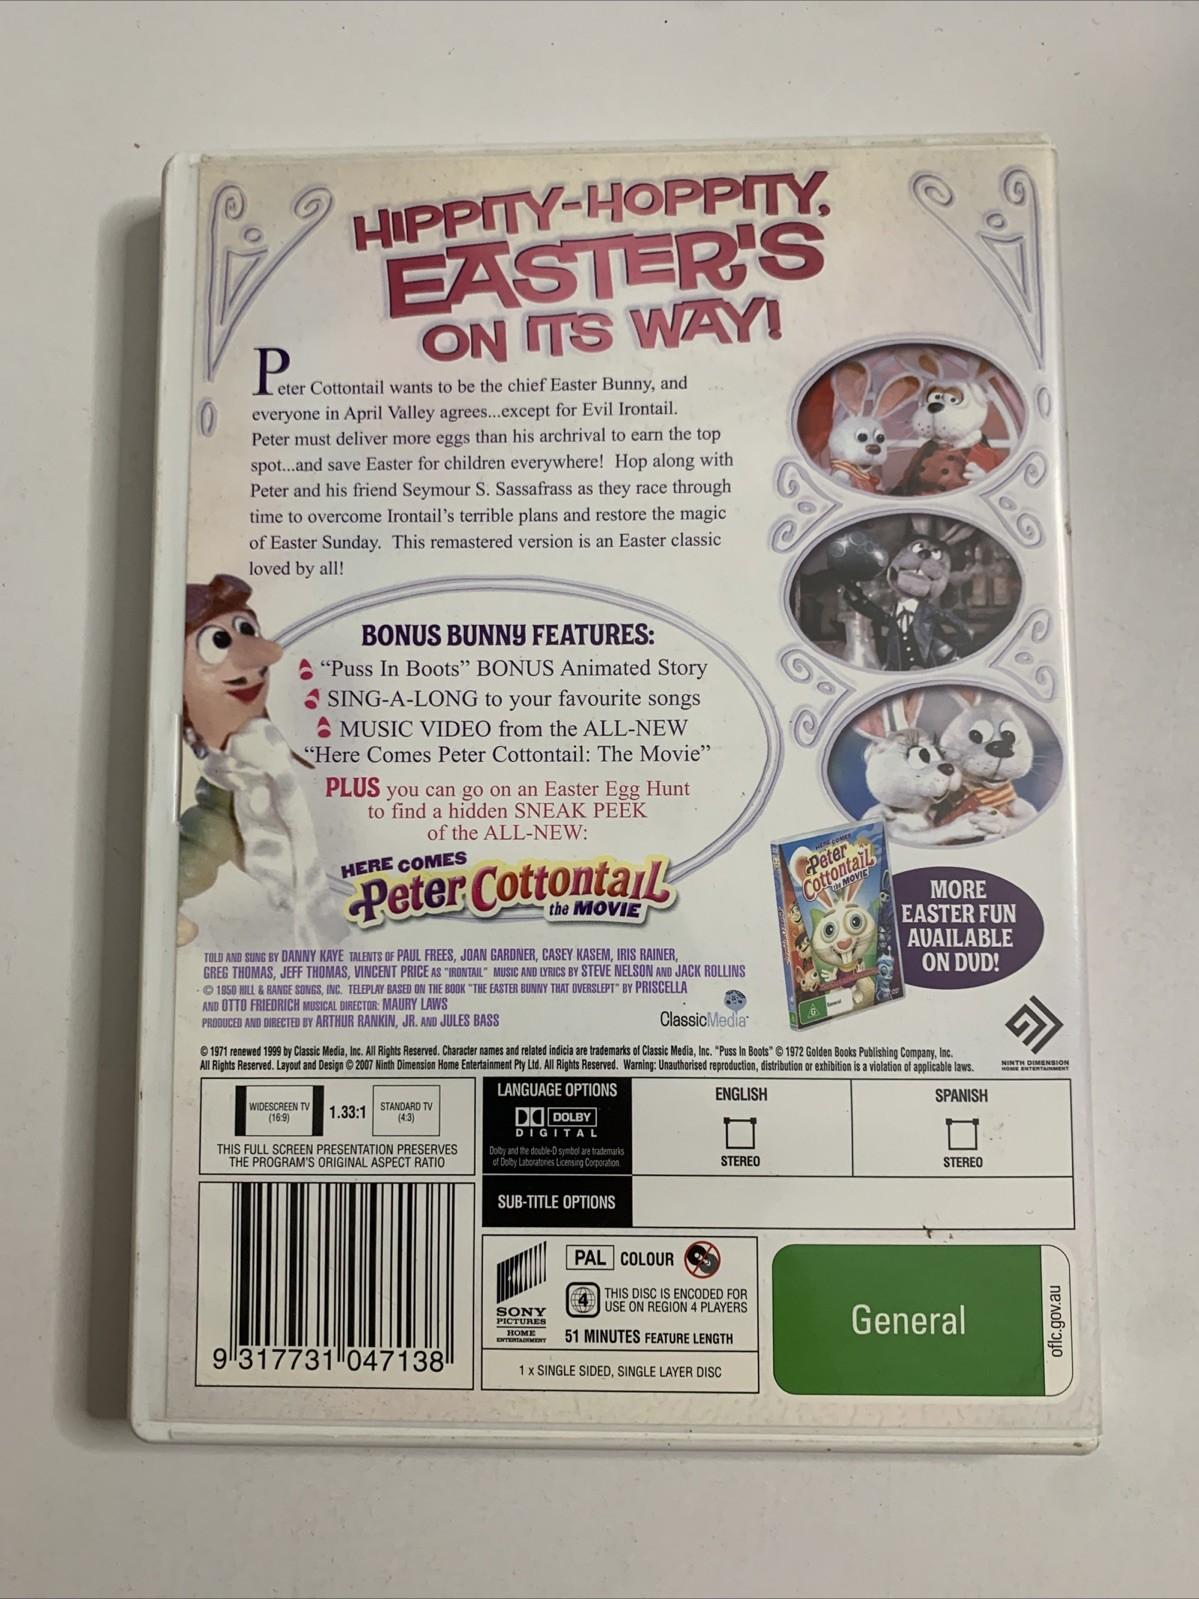 HIPPITY-HOPPITY,
EASTER'S
ON ITS WAY!
Peter Cottontail wants to be the chief Easter Bunny, and
everyone in April Valley agrees...except for Evil Irontail.
Peter must deliver more eggs than his archrival to earn the top
spot...and save Easter for children everywhere! Hop along with
Peter and his friend Seymour S. Sassafrass as they race through
time to overcome Irontail's terrible plans and restore the magic
of Easter Sunday. This remastered version is an Easter classic
loved by all!
BONUS BUNNY FEATURES:
"Puss In Boots" BONUS Animated Story
SING-A-LONG to your favourite songs
MUSIC VIDEO from the ALL-NEW
"Here Comes Peter Cottontail: The Movie"
PLUS you can go on an Easter Egg Hunt
to find a hidden SNEAK PEEK
of the ALL-NEW:
HERE COMES
Peter Cottontail
the MOVIE
HERE COMES
Peter
Cottontail
the MOVIE
General
G
MORE
EASTER FUN
AVAILABLE
ON DVD!
TOLD AND SUNG BY DANNY KAYE TALENTS OF PAUL FREES, JOAN GARDNER, CASEY KASEM, IRIS RAINER,
GREG THOMAS, JEFF THOMAS, VINCENT PRICE AS "IRONTAIL" MUSIC AND LYRICS BY STEVE NELSON AND JACK ROLLINS
© 1950 HILL & RANGE SONGS, INC. TELEPLAY BASED ON THE BOOK "THE EASTER BUNNY THAT OVERSLEPT" BY PRISCILLA
AND OTTO FRIEDRICH MUSICAL DIRECTOR: MAURY LAWS
PRODUCED AND DIRECTED BY ARTHUR RANKIN, JR. AND JULES BASS
ClassicMedia
NINTH DIMENSION
HOME ENTERTAINMENT
© 1971 renewed 1999 by Classic Media, Inc. All Rights Reserved. Character names and related indicia are trademarks of Classic Media, Inc. "Puss In Boots" © 1972 Golden Books Publishing Company, Inc.
All Rights Reserved. Layout and Design © 2007 Ninth Dimension Home Entertainment Pty Ltd. All Rights Reserved. Warning: Unauthorised reproduction, distribution or exhibition is a violation of applicable laws.
WIDESCREEN TV
(16:9)
1.33:1
STANDARD TV
(4:3)
THIS FULL SCREEN PRESENTATION PRESERVES
THE PROGRAM'S ORIGINAL ASPECT RATIO
LANGUAGE OPTIONS
DOLBY
DIGITAL
Dolby and the double-D symbol are trademarks
of Dolby Laboratories Licensing Corporation.
ENGLISH
STEREO
SPANISH
STEREO
SUB-TITLE OPTIONS
9 317731 047138
SONY
PICTURES
HOME
ENTERTAINMENT
PAL COLOUR
4
THIS DISC IS ENCODED FOR
USE ON REGION 4 PLAYERS
51 MINUTES FEATURE LENGTH
1 x SINGLE SIDED, SINGLE LAYER DISC
General
oflc.gov.au